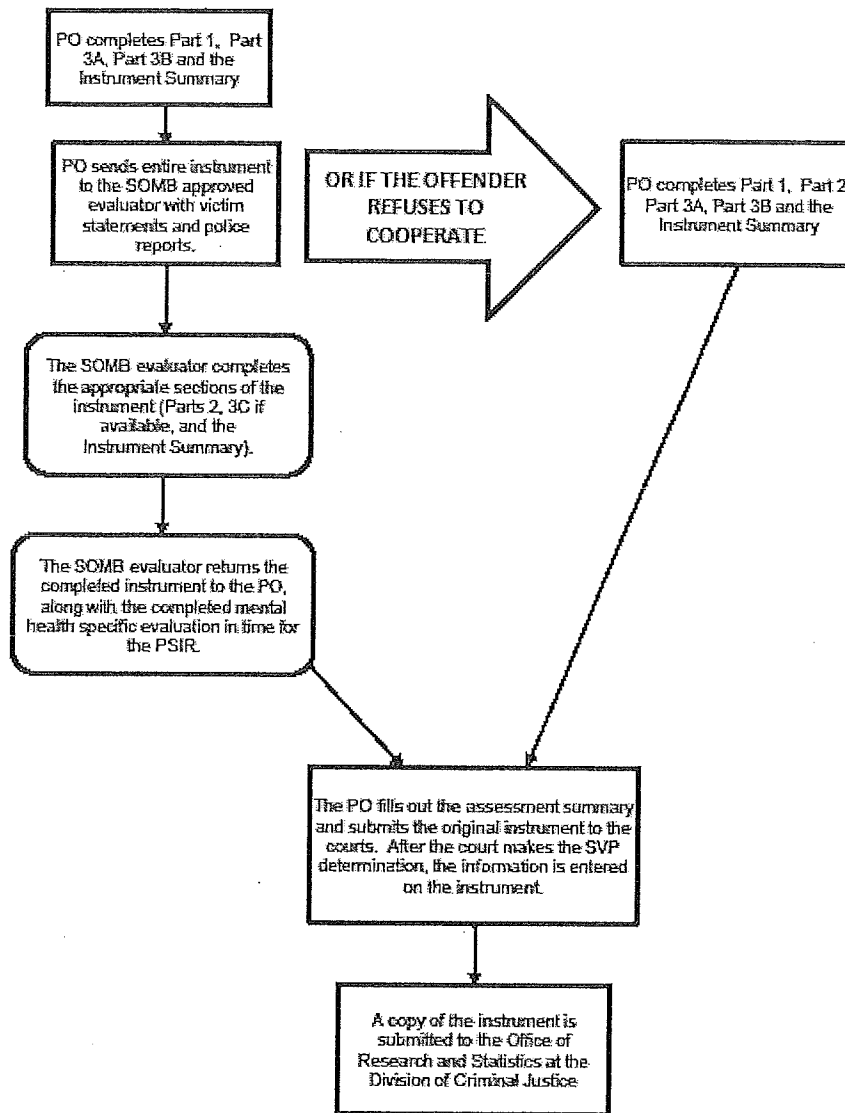 PO completes Part 1, Part
3A, Part 3B and the
Instrument Summary
PO sends entire instrument
to the SOMB approved
evaluator with victim
statements and police
reports.
OR IF THE OFFENDER
REFUSES TO
COOPERATE
PO completes Part 1, Part 2
Part 3A, Part 3B and the
Instrument Summary
The SOMB evaluator completes
the appropriate sections of
the instrument (Parts 2, 3C if
available, and the
Instrument Summary).
The SOMB evaluator returns the
completed instrument to the PO,
along with the completed mental
health specific evaluation in time for
the PSIR.
The PO fills out the assessment summary
and submits the original instrument to the
courts. After the court makes the SVP
determination, the information is entered
on the instrument.
A copy of the instrument is
submitted to the Office of
Research and Statistics at the
Division of Criminal Justice